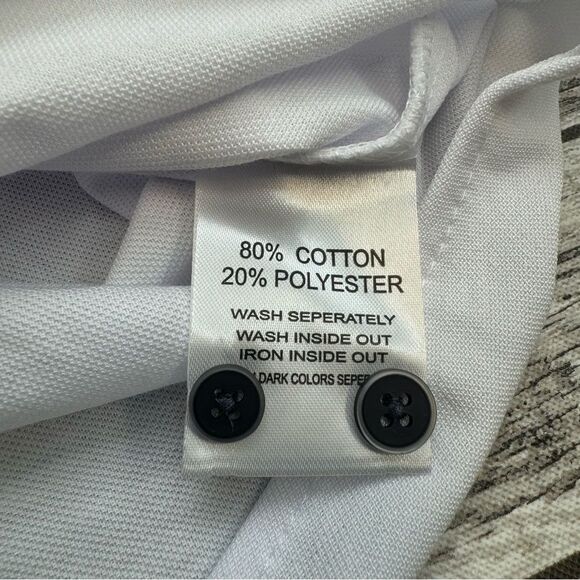 80% COTTON
20% POLYESTER
WASH SEPERATELY
WASH INSIDE OUT
IRON INSIDE OUT
DARK COLORS